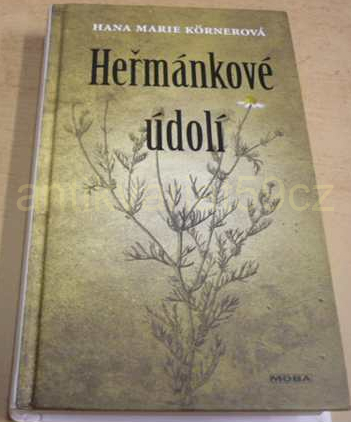 HANA MARIE KÖRNEROVÁ
Heřmánkové
údolí
MOBA